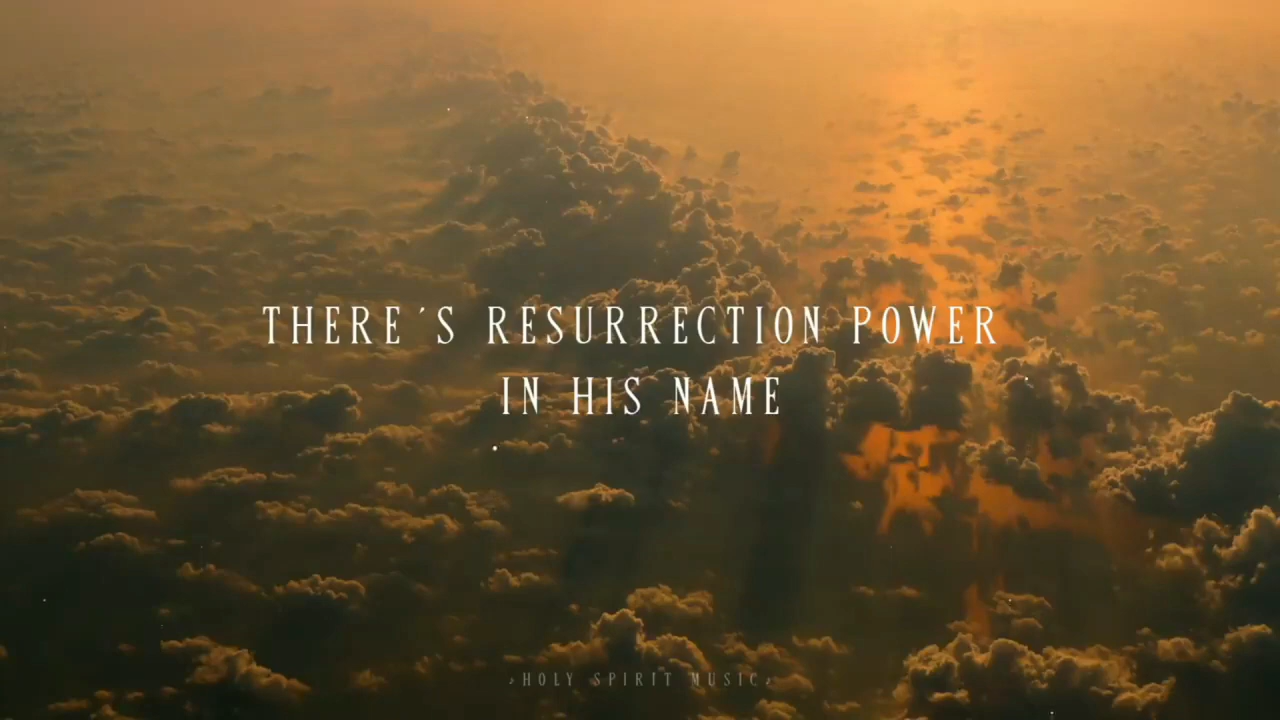 THERE'S RESURRECTION POWER
IN HIS NAME
♪HOLY SPIRIT MUSIC♪